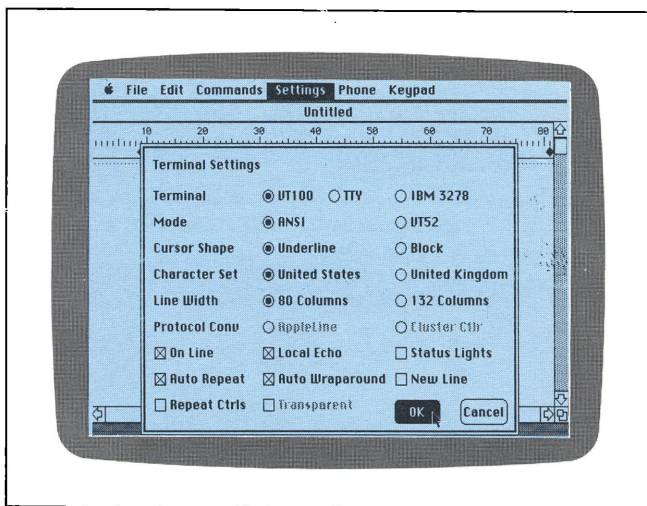 File Edit Commands Settings Phone Keypad
Untitled
10 20 30 40 50 60 70 80
Terminal Settings
Terminal VT100 TTY IBM 3278
Mode ANSI VT52
Cursor Shape Underline Block
Character Set United States United Kingdom
Line Width 80 Columns 132 Columns
Protocol Conv AppleLine Cluster Ctlr
On Line Local Echo Status Lights
Auto Repeat Auto Wraparound New Line
Repeat Ctrls Transparent OK Cancel